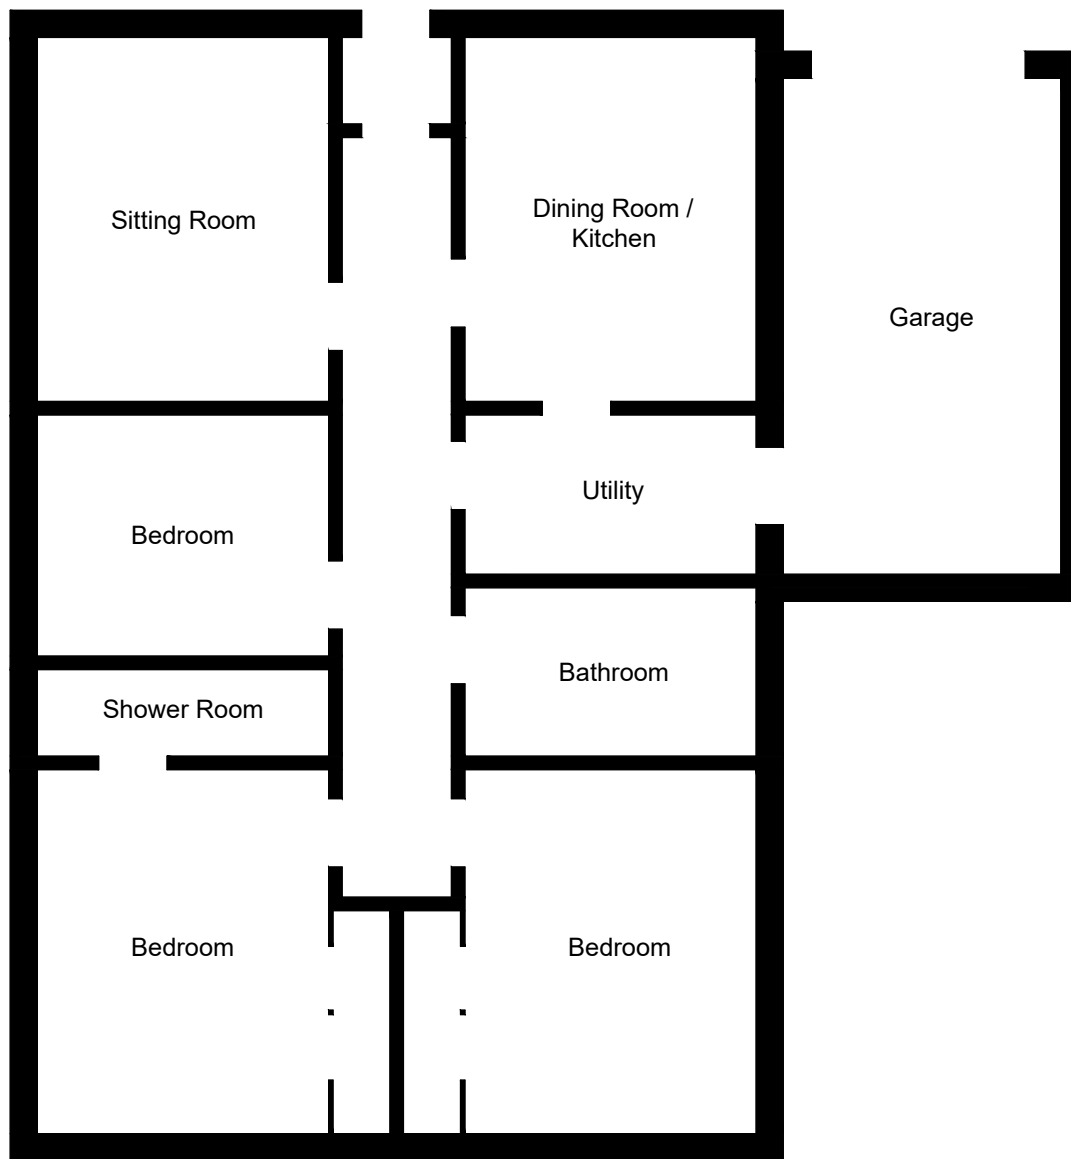 Sitting Room
Dining Room /
Kitchen
Garage
Utility
Bedroom
Bathroom
Shower Room
Bedroom
Bedroom